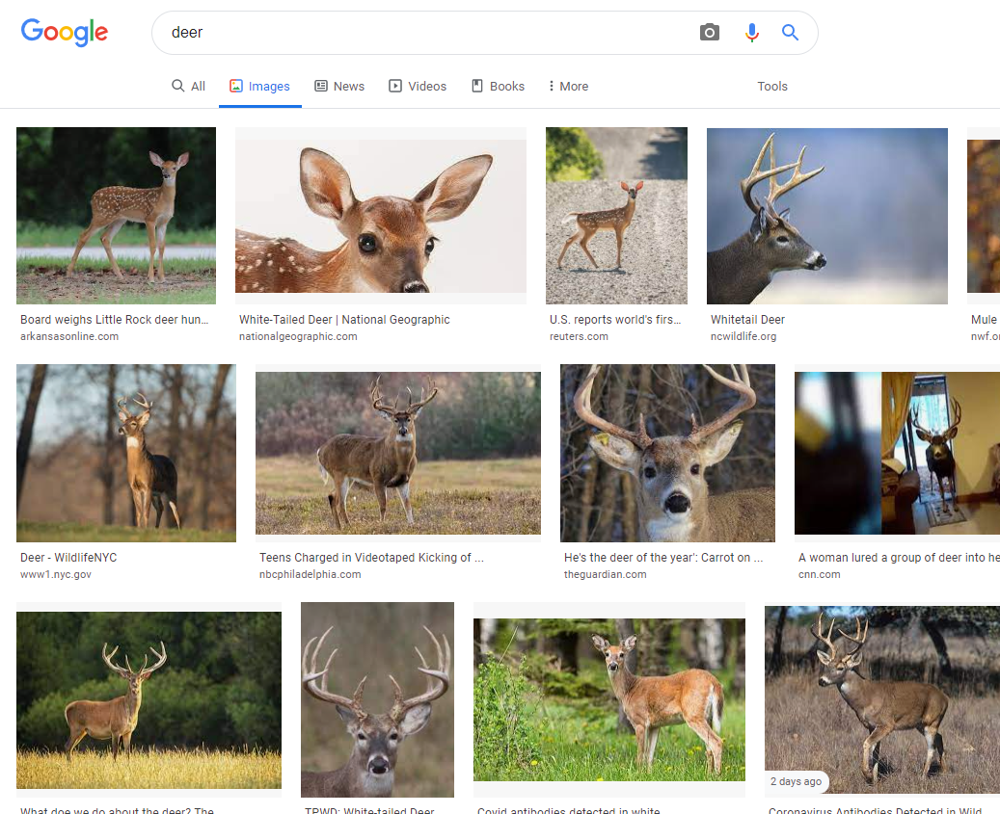 Google
deer
All Images News Videos Books More Tools
Board weighs Little Rock deer hun...
arkansasonline.com
White-Tailed Deer | National Geographic
nationalgeographic.com
U.S. reports world's firs...
reuters.com
Whitetail Deer
ncwildlife.org
Mule
nwf.o
Deer - WildlifeNYC
www1.nyc.gov
Teens Charged in Videotaped Kicking of ...
nbcphiladelphia.com
He's the deer of the year': Carrot on ...
theguardian.com
A woman lured a group of deer into he
cnn.com
2 days ago
What doe we do about the deer? The
TPWD: White-tailed Deer
Covid antibodies detected in white
Coronavirus Antibodies Detected in Wild